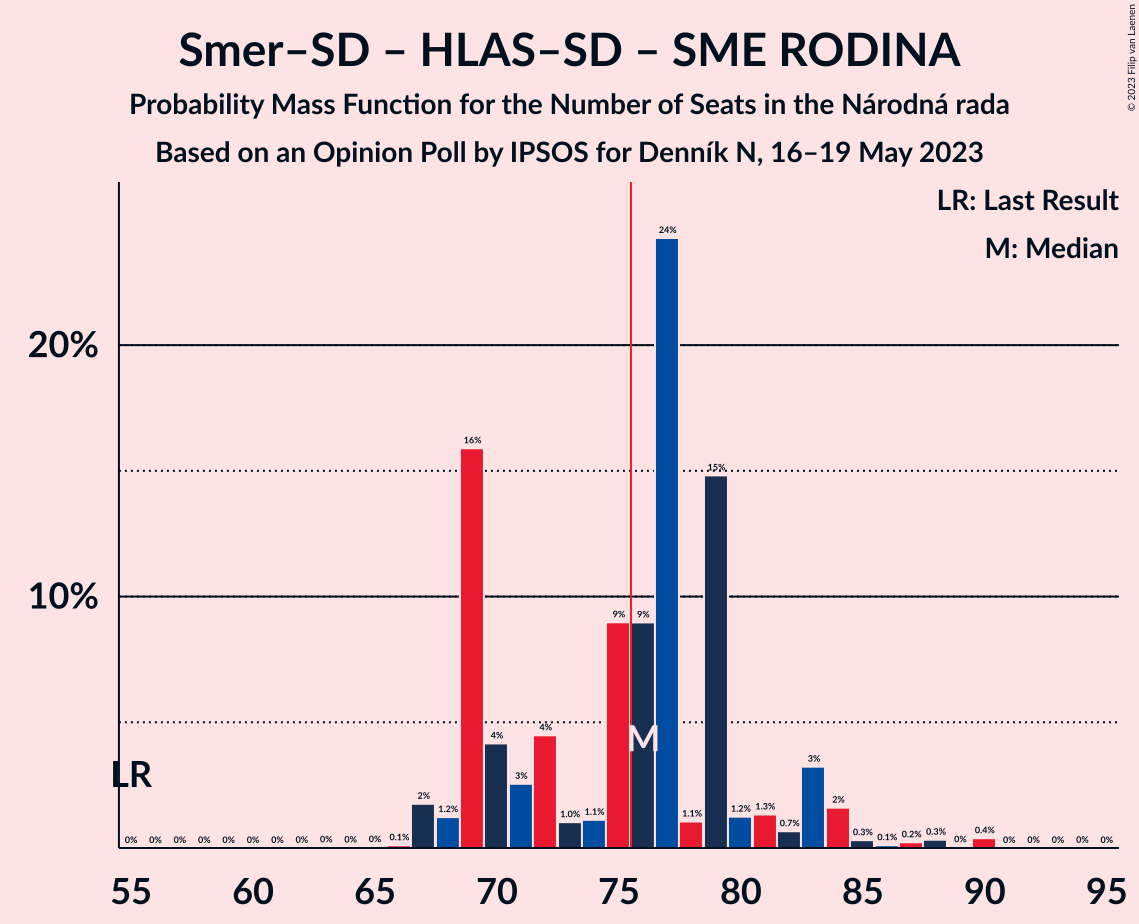 Smer–SD – HLAS–SD – SME RODINA
Probability Mass Function for the Number of Seats in the Národná rada
Based on an Opinion Poll by IPSOS for Denník N, 16–19 May 2023
© 2023 Filip van Laenen
LR: Last Result
M: Median
20%
10%
0% 0% 0% 0% 0% 0% 0% 0% 0% 0% 0% 0.1% 2% 1.2% 16% 4% 3% 4% 1.0% 1.1% 9% 9% 24% 1.1% 15% 1.2% 1.3% 0.7% 3% 2% 0.3% 0.1% 0.2% 0.3% 0% 0.4% 0% 0% 0% 0% 0%
LR
M
55 60 65 70 75 80 85 90 95